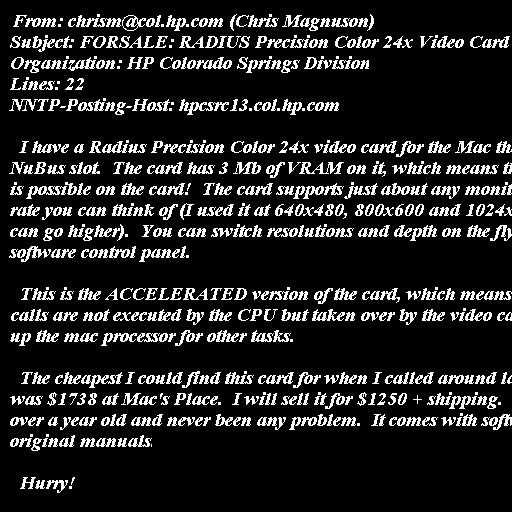 From: chrism@col.hp.com (Chris Magnuson)
Subject: FORSALE: RADIUS Precision Color 24x Video Card
Organization: HP Colorado Springs Division
Lines: 22
NNTP-Posting-Host: hpcsrc13.col.hp.com
I have a Radius Precision Color 24x video card for the Mac th
NuBus slot. The card has 3 Mb of VRAM on it, which means t
is possible on the card! The card supports just about any monit
rate you can think of (I used it at 640x480, 800x600 and 1024x
can go higher). You can switch resolutions and depth on the fly
software control panel.
This is the ACCELERATED version of the card, which means
calls are not executed by the CPU but taken over by the video ca
up the mac processor for other tasks.
The cheapest I could find this card for when I called around la
was $1738 at Mac's Place. I will sell it for $1250 + shipping.
over a year old and never been any problem. It comes with soft
original manuals.
Hurry!